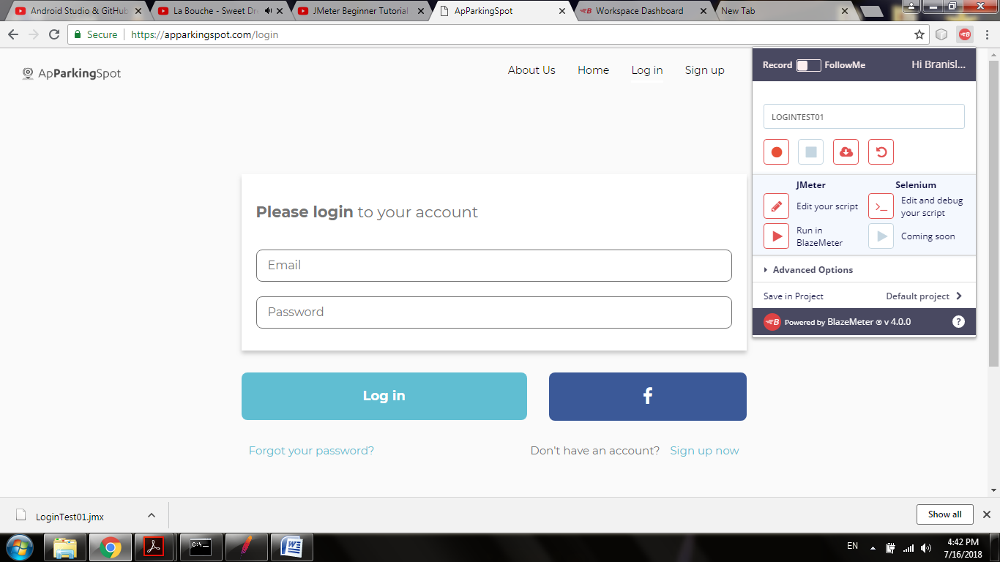 Android Studio & GitHub
La Bouche - Sweet Dr
JMeter Beginner Tutorial
ApParkingSpot
Workspace Dashboard
New Tab
Secure
https://apparkingspot.com/login
ApParkingSpot
About Us
Home
Log in
Sign up
Record
FollowMe
Hi Branisl...
LOGINTEST01
JMeter
Selenium
Edit your script
Edit and debug
your script
Run in
BlazeMeter
Coming soon
Advanced Options
Save in Project
Default project
Powered by BlazeMeter ® v 4.0.0
?
Please login to your account
Email
Password
Log in
f
Forgot your password?
Don't have an account? Sign up now
LoginTest01.jmx
Show all
C:\_
W
EN
4:42 PM
7/16/2018